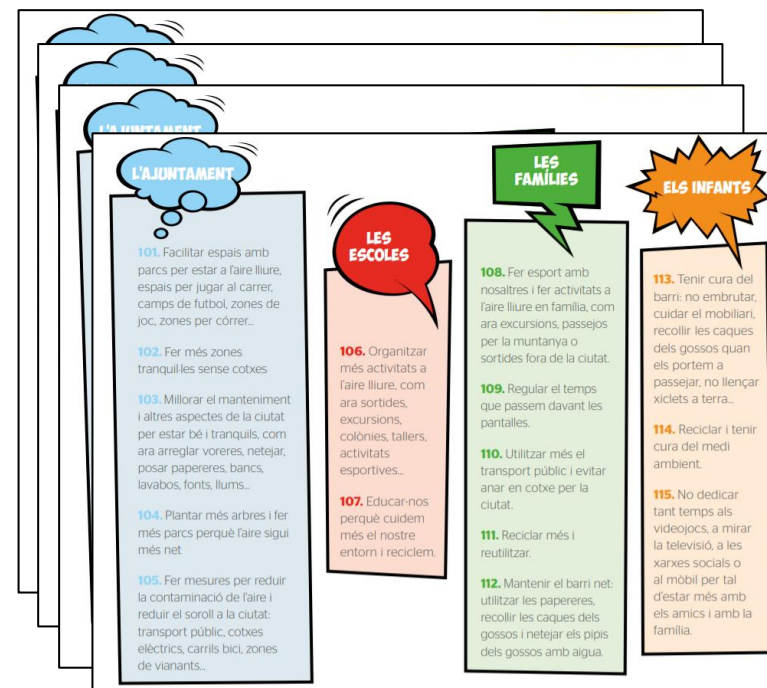 L'AJUNTAMENT
L'AJUNTAMENT
101. Facilitar espais amb
parcs per estar a l'aire lliure,
espais per jugar al carrer,
camps de futbol, zones de
joc, zones per córrer...
102. Fer més zones
tranquil·les sense cotxes
103. Millorar el manteniment
i altres aspectes de la ciutat
per estar bé i tranquils, com
ara arreglar voreres, netejar,
posar papereres, bancs,
lavabos, fonts, llums...
104. Plantar més arbres i fer
més parcs perquè l'aire sigui
més net
105. Fer mesures per reduir
la contaminació de l'aire i
reduir el soroll a la ciutat:
transport públic, cotxes
elèctrics, carrils bici, zones
de vianants...
LES
ESCOLES
106. Organitzar
més activitats a
l'aire lliure, com
ara sortides,
excursions,
colònies, tallers,
activitats
esportives...
107. Educar-nos
perquè cuidem
més el nostre
entorn i reciclem.
LES
FAMÍLIES
108. Fer esport amb
nosaltres i fer activitats a
l'aire lliure en família, com
ara excursions, passejos
per la muntanya o
sortides fora de la ciutat.
109. Regular el temps
que passem davant les
pantalles.
110. Utilitzar més el
transport públic i evitar
anar en cotxe per la
ciutat.
111. Reciclar més i
reutilitzar.
112. Mantenir el barri net:
utilitzar les papereres,
recollir les caques dels
gossos i netejar els pipis
dels gossos amb aigua.
ELS INFANTS
113. Tenir cura del
barri: no embrutar,
cuidar el mobiliari,
recollir les caques
dels gossos quan
els portem a
passejar, no llençar
xiclets a terra...
114. Reciclar i tenir
cura del medi
ambient.
115. No dedicar
tant temps als
videojocs, a mirar
la televisió, a les
xarxes socials o
al mòbil per tal
d'estar més amb
els amics i amb la
família.